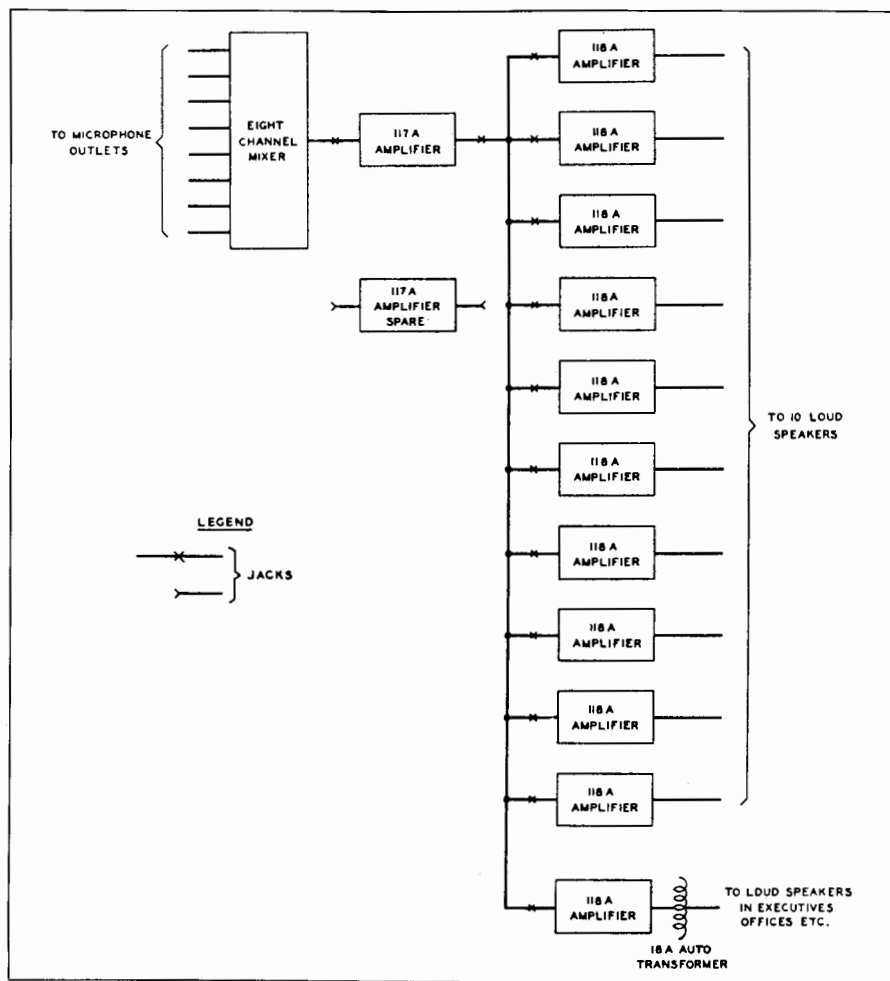 TO MICROPHONE
OUTLETS
EIGHT
CHANNEL
MIXER
117A
AMPLIFIER
117A
AMPLIFIER
SPARE
118A
AMPLIFIER
118A
AMPLIFIER
118A
AMPLIFIER
118A
AMPLIFIER
118A
AMPLIFIER
118A
AMPLIFIER
118A
AMPLIFIER
118A
AMPLIFIER
118A
AMPLIFIER
118A
AMPLIFIER
TO 10 LOUD
SPEAKERS
LEGEND
JACKS
118A
AMPLIFIER
18A AUTO
TRANSFORMER
TO LOUD SPEAKERS
IN EXECUTIVES
OFFICES ETC.